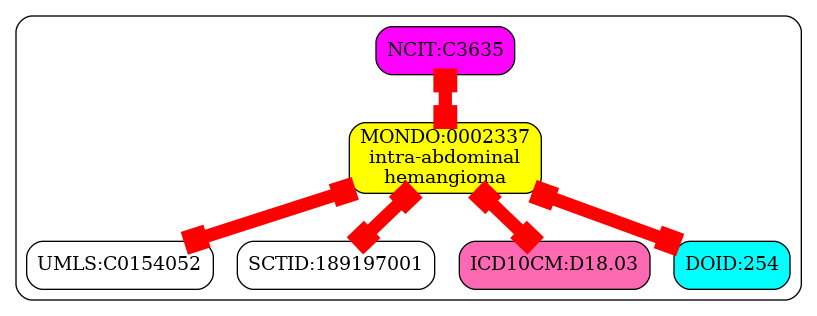 NCIT:C3635
MONDO:0002337
intra-abdominal
hemangioma
UMLS:C0154052
SCTID:189197001
ICD10CM:D18.03
DOID:254